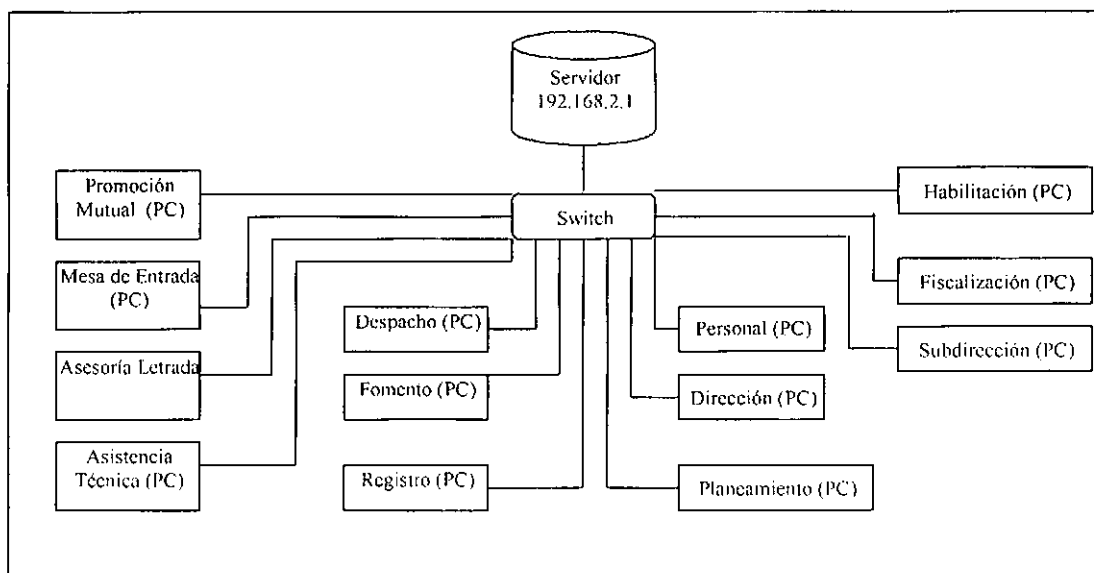 Servidor
192.168.2.1
Switch
Promoción
Mutual (PC)
Mesa de Entrada
(PC)
Asesoría Letrada
Asistencia
Técnica (PC)
Despacho (PC)
Fomento (PC)
Registro (PC)
Personal (PC)
Dirección (PC)
Planeamiento (PC)
Habilitación (PC)
Fiscalización (PC)
Subdirección (PC)